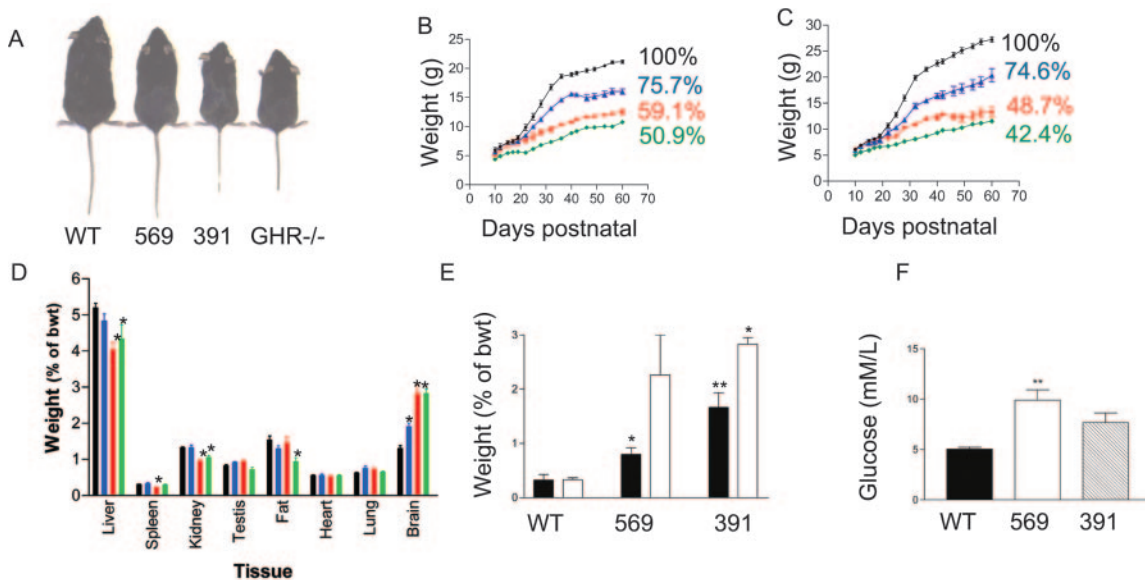 A
WT 569 391 GHR-/-
B
Weight (g)
25
20
15
10
5
0
0 10 20 30 40 50 60 70
Days postnatal
100%
75.7%
59.1%
50.9%
C
Weight (g)
30
25
20
15
10
5
0
0 10 20 30 40 50 60 70
Days postnatal
100%
74.6%
48.7%
42.4%
D
Weight (% of bwt)
6
5
4
3
2
1
0
* * * * * * * * *
Liver Spleen Kidney Testis Fat Heart Lung Brain
Tissue
E
Weight (% of bwt)
3
2
1
0
* ** *
WT 569 391
F
Glucose (mM/L)
15
10
5
0
**
WT 569 391